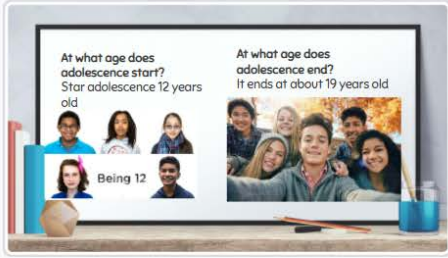 At what age does
adolescence start?
Star adolescence 12 years
old
Being 12
At what age does
adolescence end?
It ends at about 19 years old